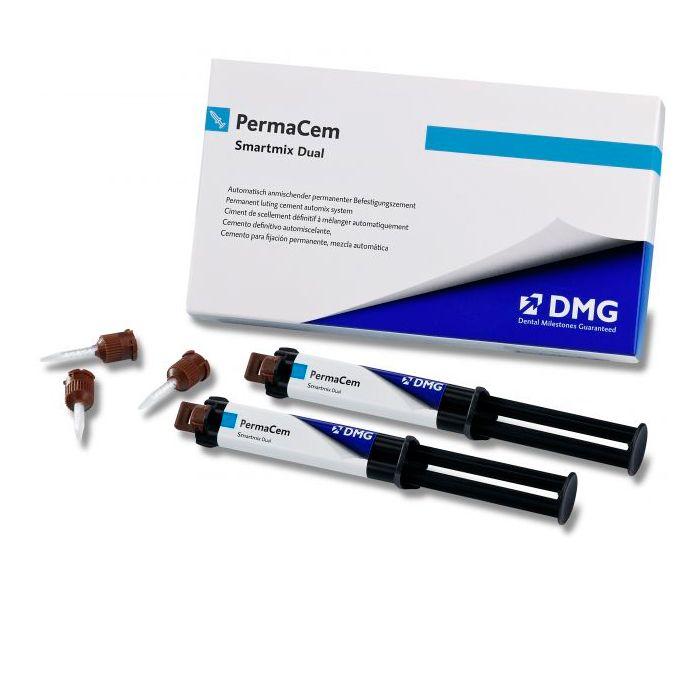 PermaCem
Smartmix Dual
Automatisch anmischender permanenter Befestigungszement
Permanent luting cement automix system
Ciment de scellement définitif à mélanger automatiquement
Cemento definitivo automiscelante,
Cemento para fijación permanente, mezcla automática
DMG
Dental Milestones Guaranteed
PermaCem
Smartmix Dual
DMG
PermaCem
Smartmix Dual
DMG